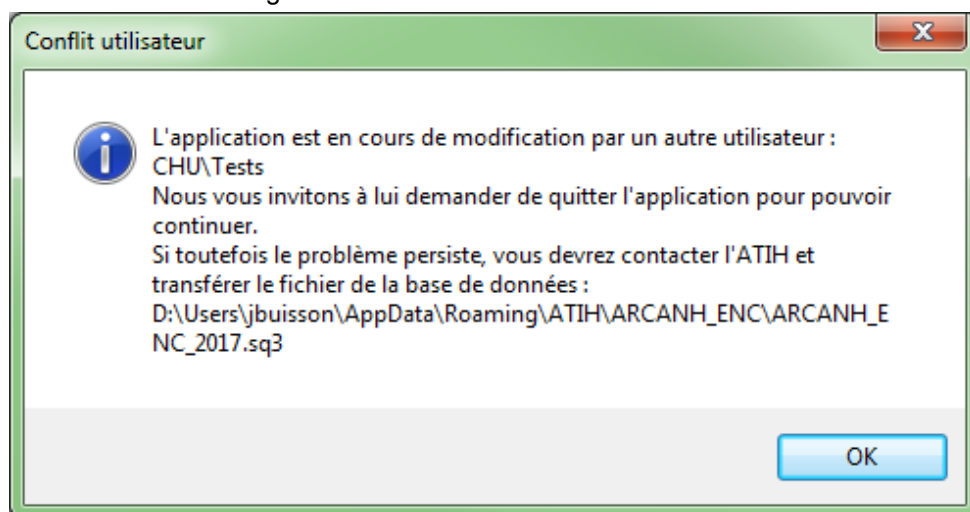 Conflit utilisateur
L'application est en cours de modification par un autre utilisateur :
CHU\Tests
Nous vous invitons à lui demander de quitter l'application pour pouvoir
continuer.
Si toutefois le problème persiste, vous devrez contacter l'ATIH et
transférer le fichier de la base de données :
D:\Users\jbuisson\AppData\Roaming\ATIH\ARCANH_ENC\ARCANH_E
NC_2017.sq3
OK